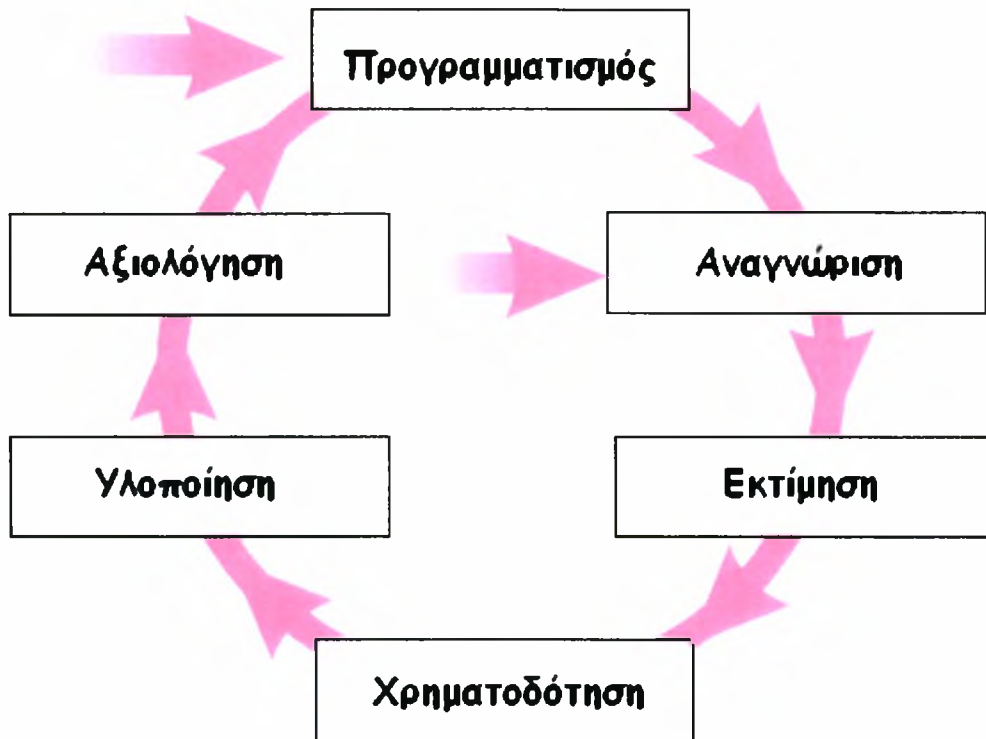 Προγραμματισμός
Αξιολόγηση
Αναγνώριση
Υλοποίηση
Εκτίμηση
Χρηματοδότηση